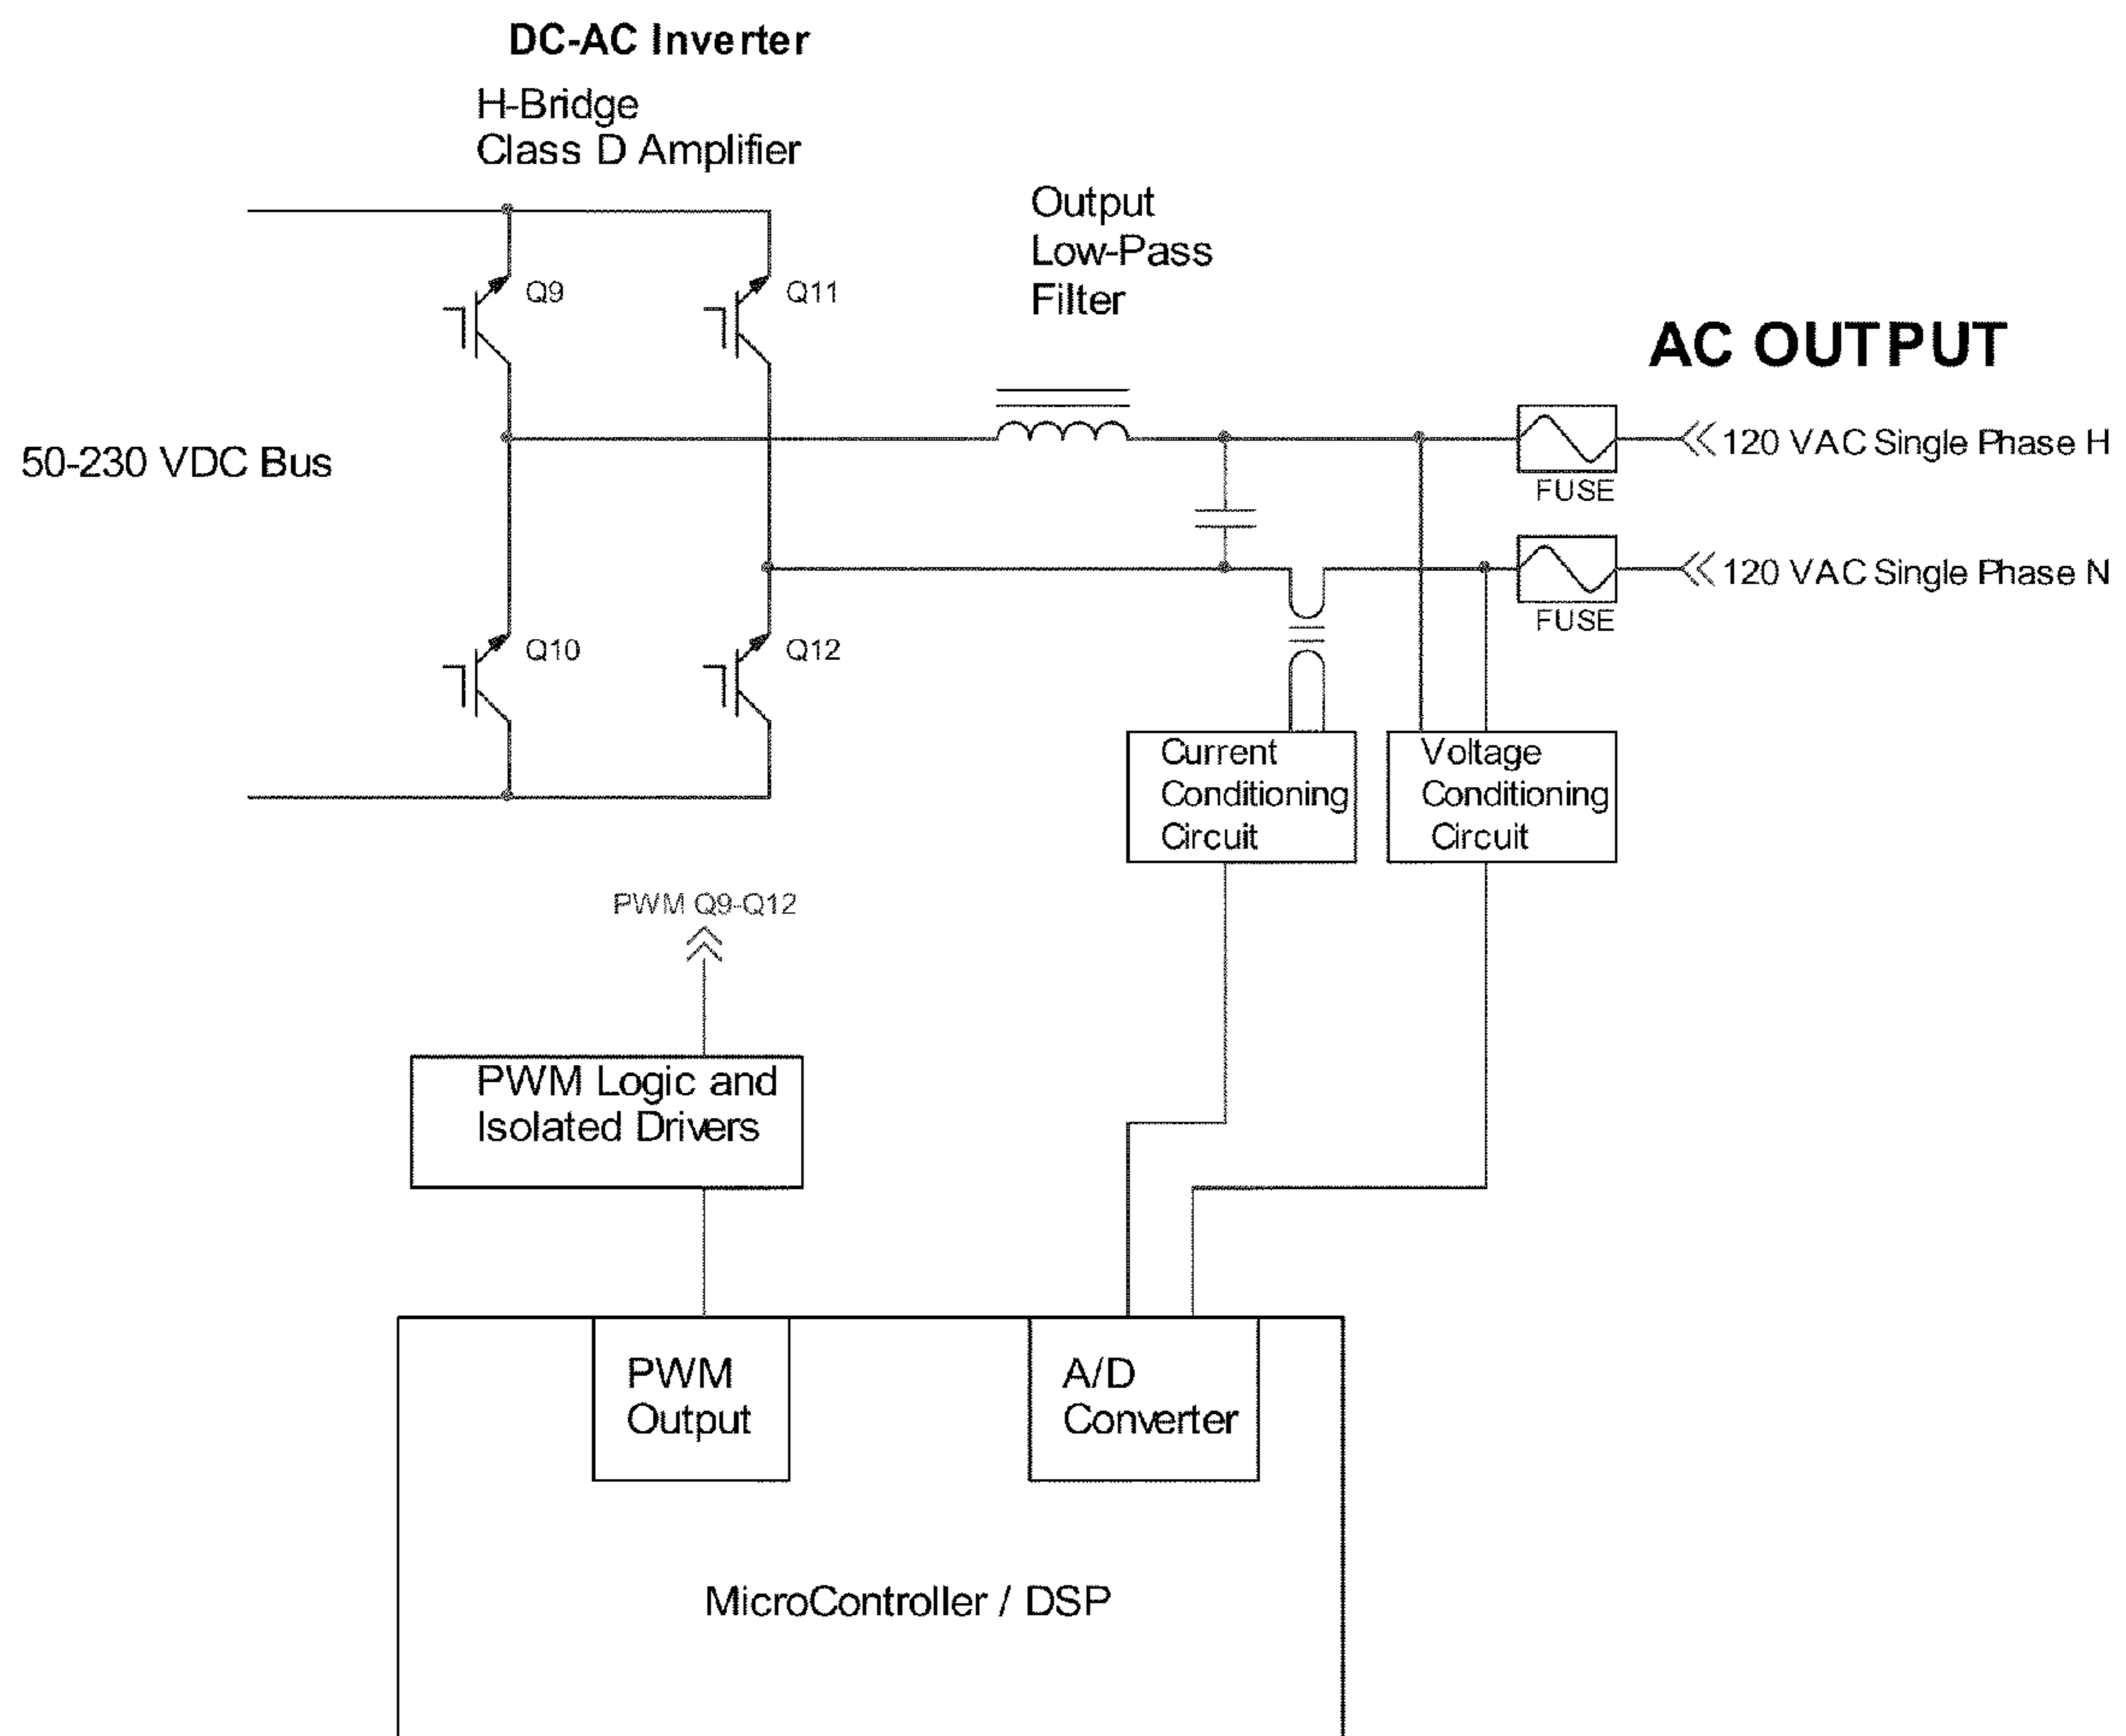 DC-AC Inverter
H-Bridge
Class D Amplifier
Output
Low-Pass
Filter
Q9
Q11
AC OUTPUT
50-230 VDC Bus
120 VAC Single Phase H
FUSE
120 VAC Single Phase N
FUSE
Q10
Q12
Current
Conditioning
Circuit
Voltage
Conditioning
Circuit
PWM Q9-Q12
PWM Logic and
Isolated Drivers
PWM
Output
A/D
Converter
MicroController / DSP